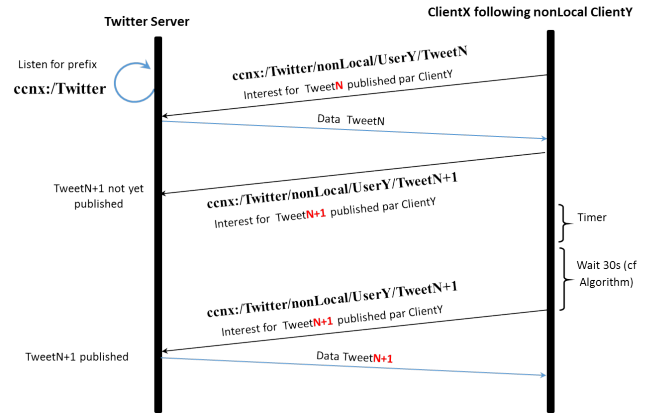 Twitter Server
ClientX following nonLocal ClientY
Listen for prefix
ccnx:/Twitter
ccnx:/Twitter/nonLocal/UserY/TweetN
Interest for TweetN published par ClientY
Data TweetN
TweetN+1 not yet
published
ccnx:/Twitter/nonLocal/UserY/TweetN+1
Interest for TweetN+1 published par ClientY
Timer
Wait 30s (cf
Algorithm)
ccnx:/Twitter/nonLocal/UserY/TweetN+1
Interest for TweetN+1 published par ClientY
TweetN+1 published
Data TweetN+1